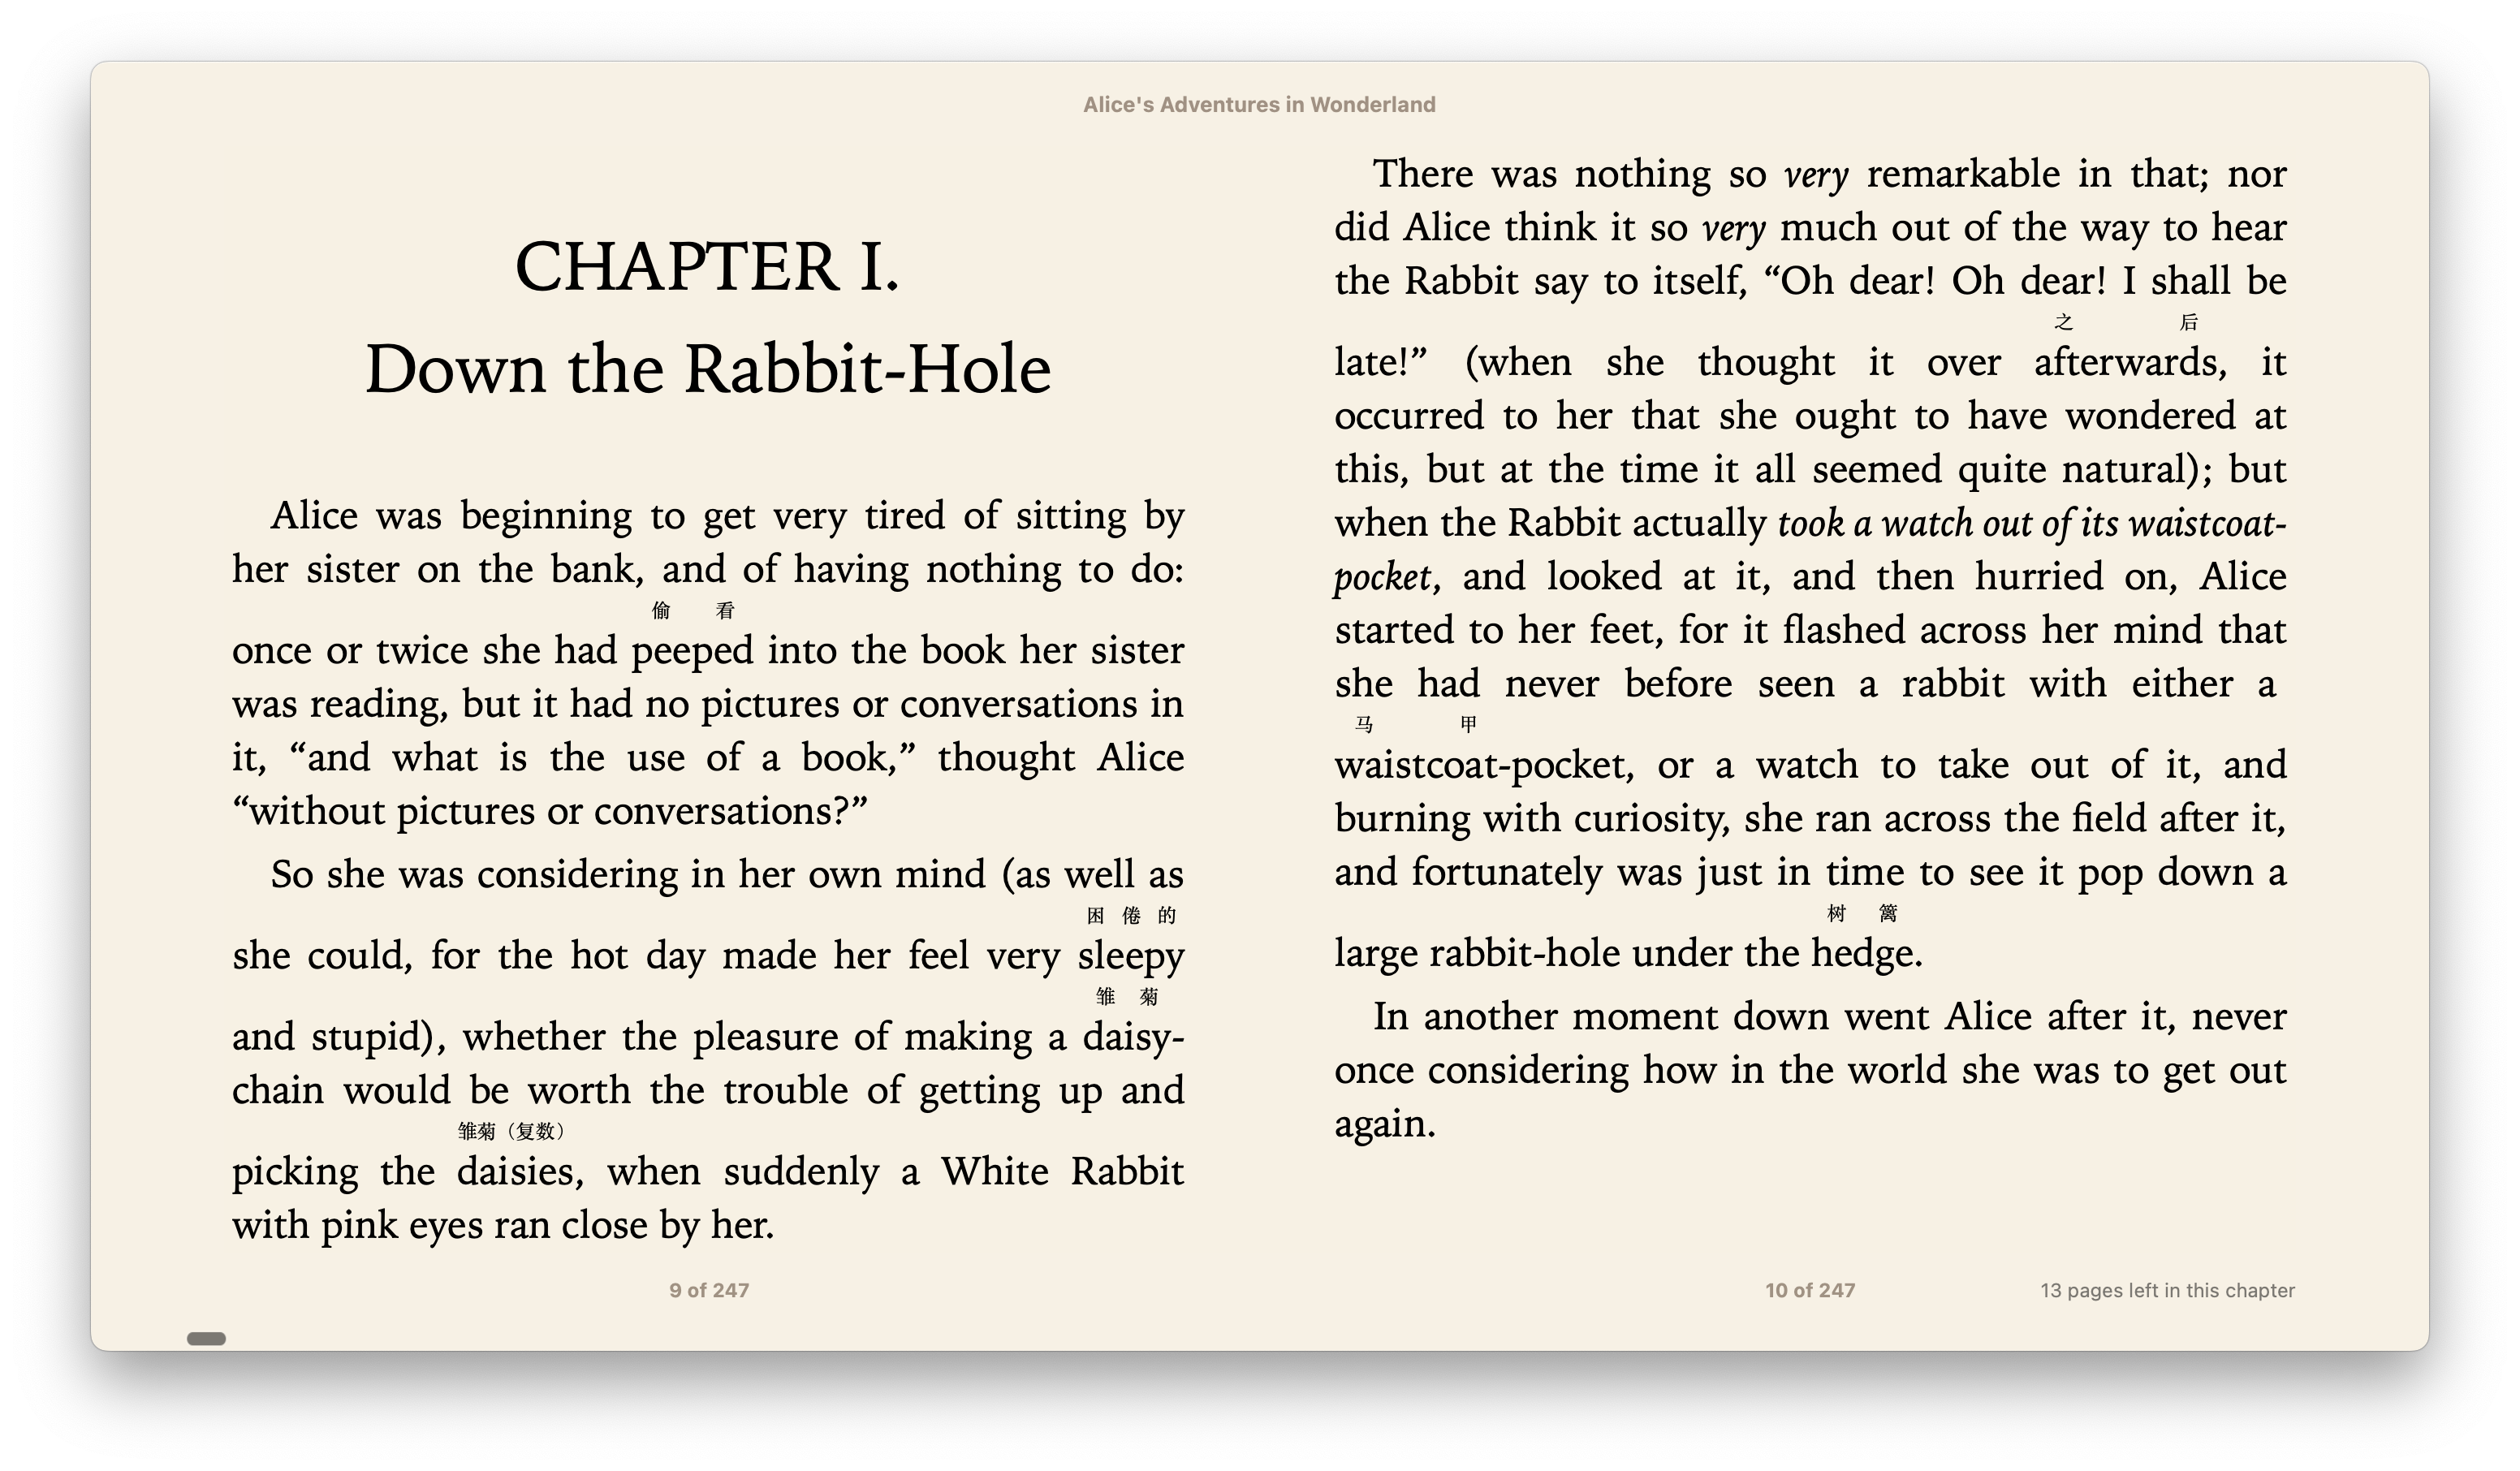 Alice's Adventures in Wonderland
CHAPTER I.
Down the Rabbit-Hole
Alice was beginning to get very tired of sitting by
her sister on the bank, and of having nothing to do:
偷看
once or twice she had peeped into the book her sister
was reading, but it had no pictures or conversations in
it, “and what is the use of a book,” thought Alice
“without pictures or conversations?”
So she was considering in her own mind (as well as
困倦的
she could, for the hot day made her feel very sleepy
雏菊
and stupid), whether the pleasure of making a daisy-
chain would be worth the trouble of getting up and
雏菊（复数）
picking the daisies, when suddenly a White Rabbit
with pink eyes ran close by her.
9 of 247
There was nothing so very remarkable in that; nor
did Alice think it so very much out of the way to hear
the Rabbit say to itself, “Oh dear! Oh dear! I shall be
之后
late!” (when she thought it over afterwards, it
occurred to her that she ought to have wondered at
this, but at the time it all seemed quite natural); but
when the Rabbit actually took a watch out of its waistcoat-
pocket, and looked at it, and then hurried on, Alice
started to her feet, for it flashed across her mind that
she had never before seen a rabbit with either a
马甲
waistcoat-pocket, or a watch to take out of it, and
burning with curiosity, she ran across the field after it,
and fortunately was just in time to see it pop down a
树篱
large rabbit-hole under the hedge.
In another moment down went Alice after it, never
once considering how in the world she was to get out
again.
10 of 247
13 pages left in this chapter